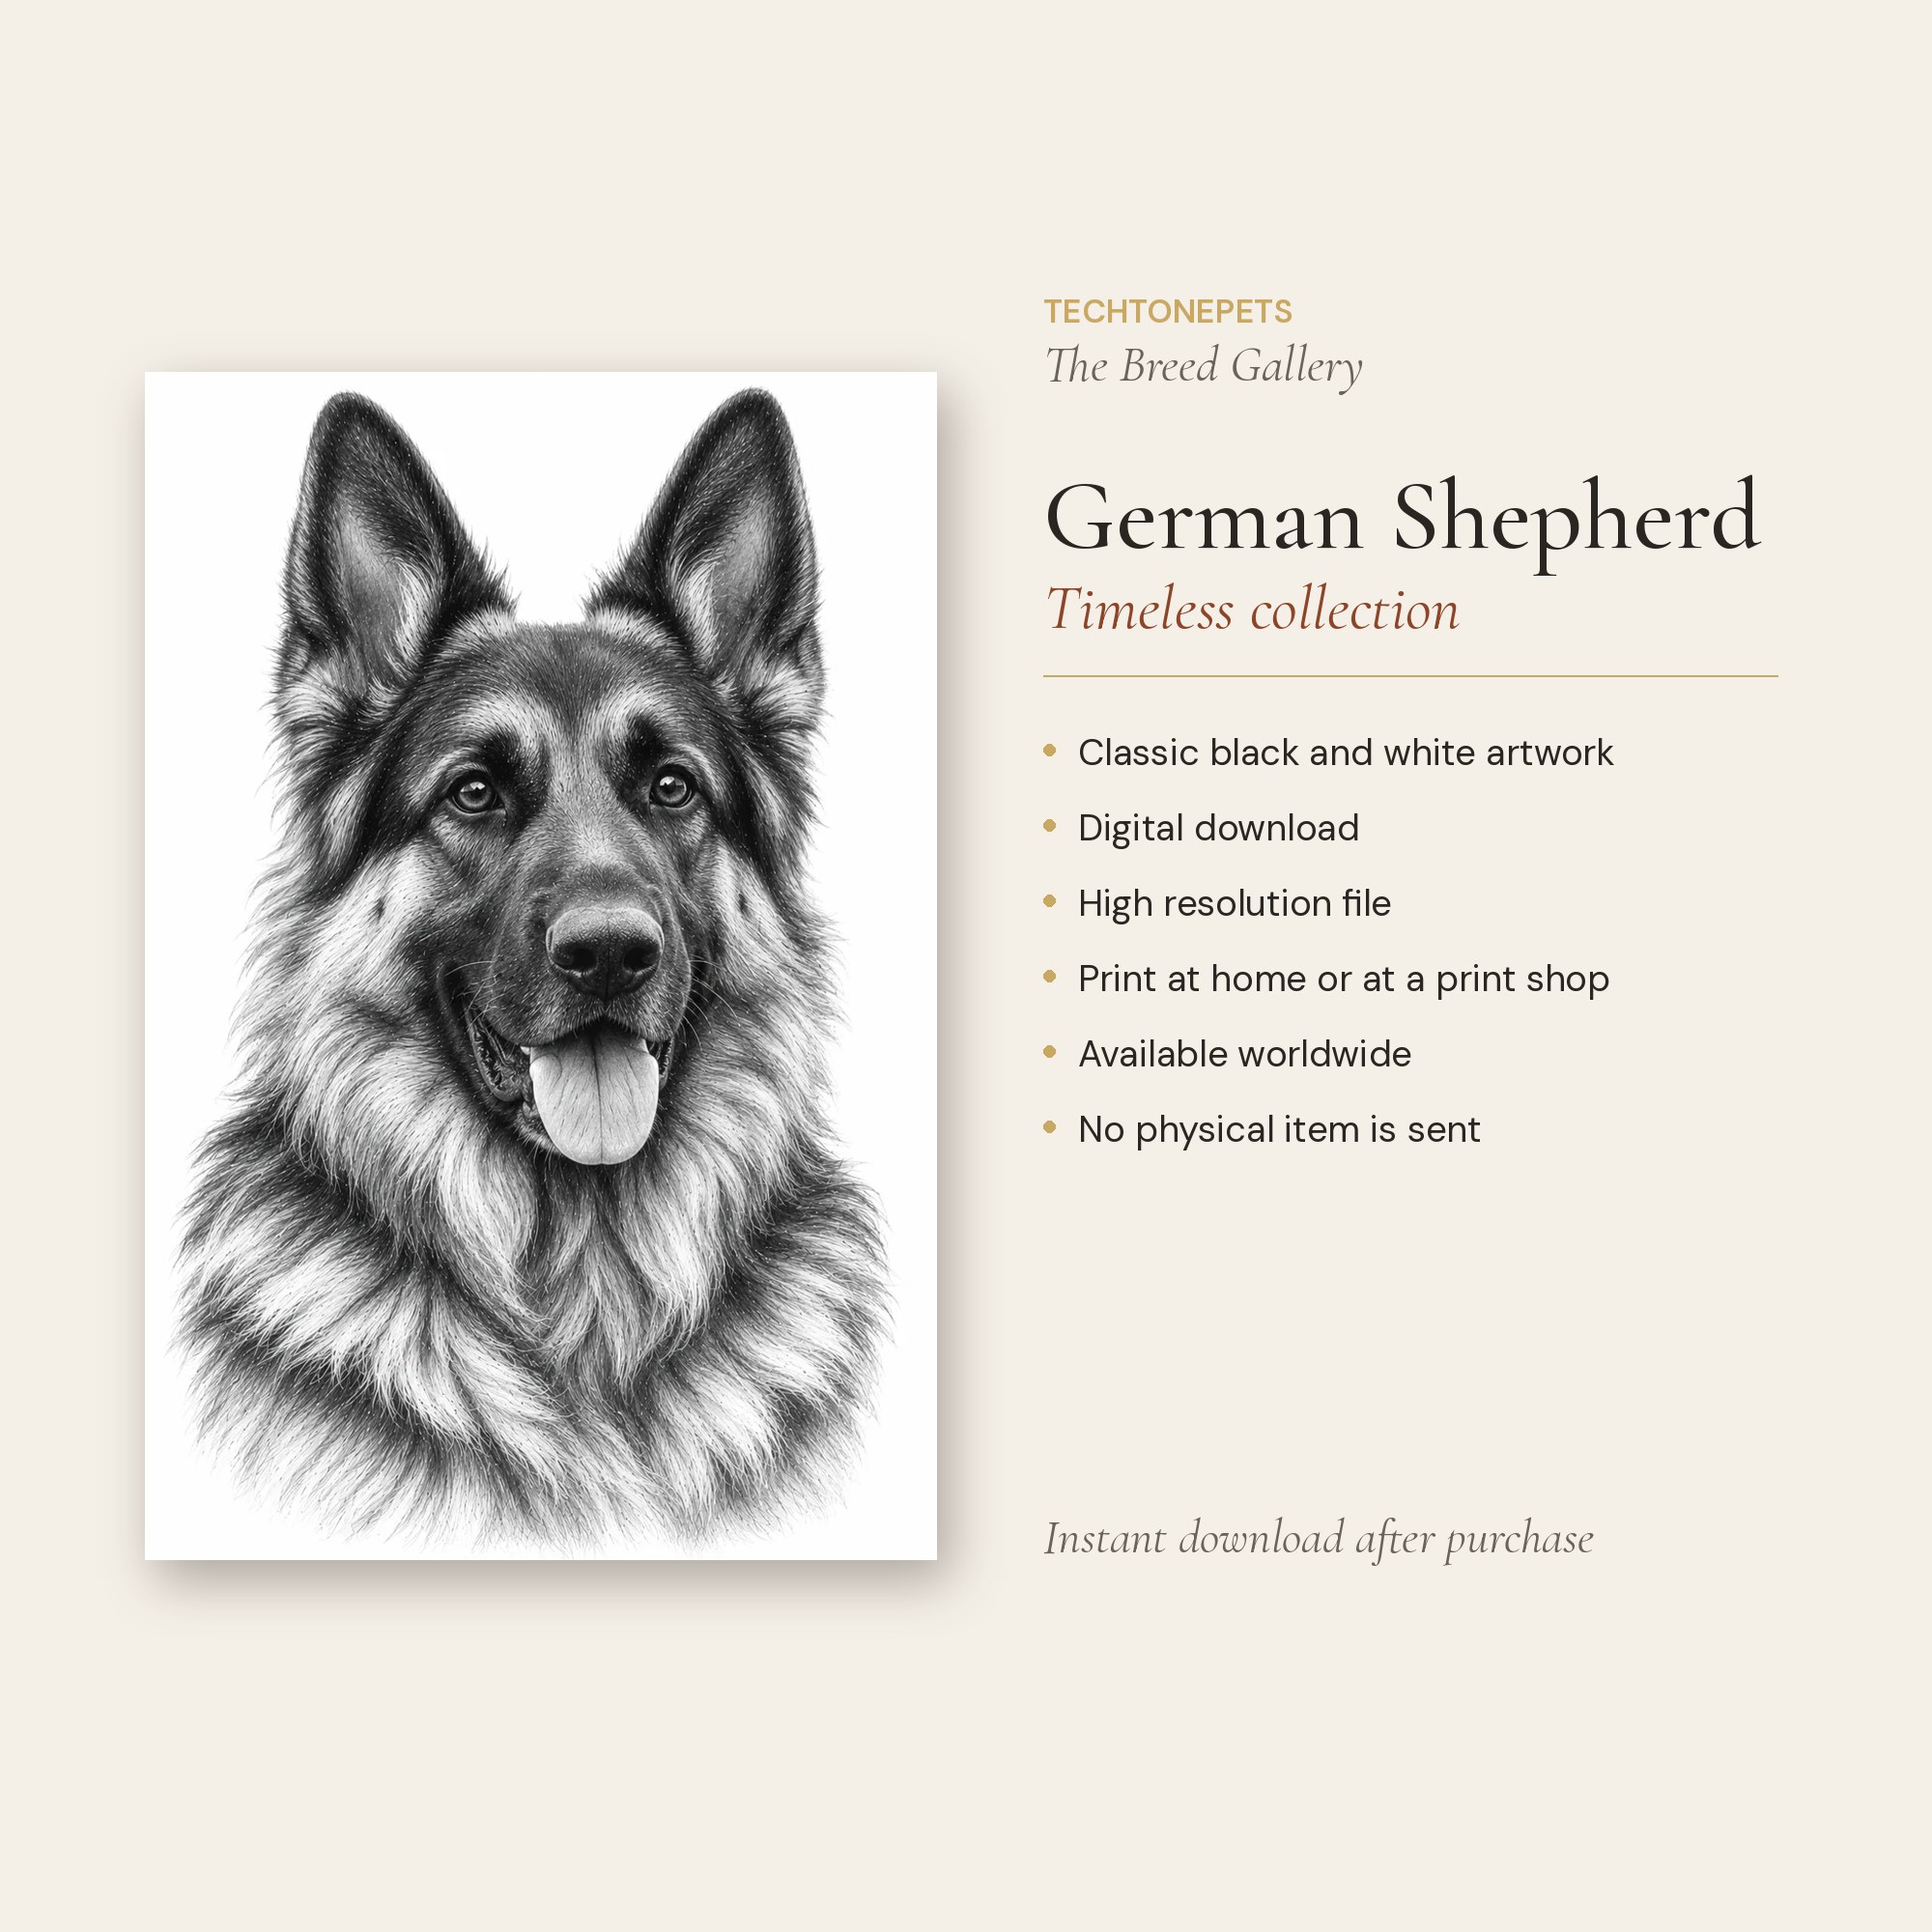 TECHTONEPETS
The Breed Gallery
German Shepherd
Timeless collection
Classic black and white artwork
Digital download
High resolution file
Print at home or at a print shop
Available worldwide
No physical item is sent
Instant download after purchase